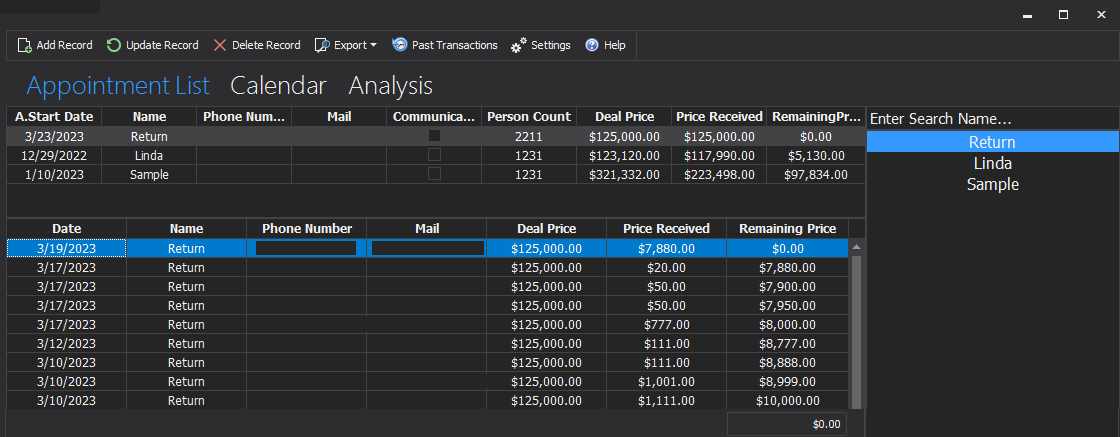 Add Record Update Record Delete Record Export Past Transactions Settings Help
Appointment List Calendar Analysis
A.Start Date Name Phone Num... Mail Communica... Person Count Deal Price Price Received RemainingPr...
3/23/2023 Return 2211 $125,000.00 $125,000.00 $0.00
12/29/2022 Linda 1231 $123,120.00 $117,990.00 $5,130.00
1/10/2023 Sample 1231 $321,332.00 $223,498.00 $97,834.00
Enter Search Name...
Return
Linda
Sample
Date Name Phone Number Mail Deal Price Price Received Remaining Price
3/19/2023 Return $125,000.00 $7,880.00 $0.00
3/17/2023 Return $125,000.00 $20.00 $7,880.00
3/17/2023 Return $125,000.00 $50.00 $7,900.00
3/17/2023 Return $125,000.00 $50.00 $7,950.00
3/17/2023 Return $125,000.00 $777.00 $8,000.00
3/12/2023 Return $125,000.00 $111.00 $8,777.00
3/10/2023 Return $125,000.00 $111.00 $8,888.00
3/10/2023 Return $125,000.00 $1,001.00 $8,999.00
3/10/2023 Return $125,000.00 $1,111.00 $10,000.00
$0.00